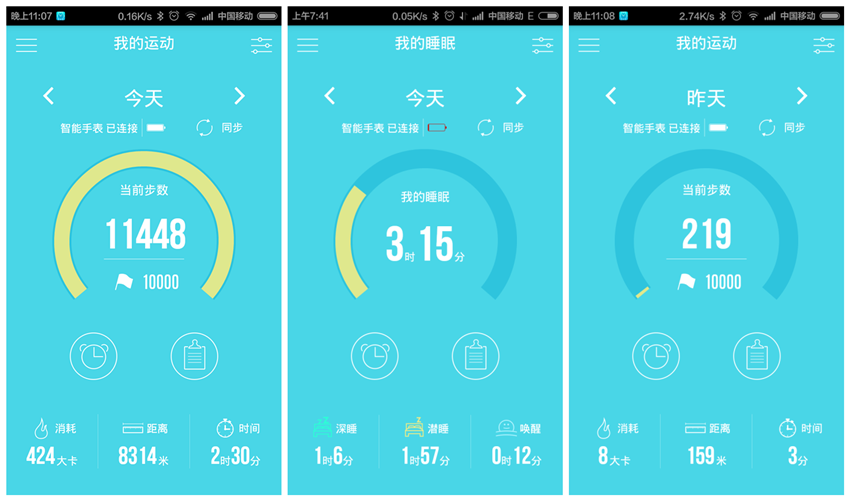 晚上11:07
0.16K/s
中国移动
我的运动
今天
智能手表 已连接
同步
当前步数
11448
10000
消耗
距离
时间
424大卡
8314米
2时30分
上午7:41
0.05K/s
中国移动 E
我的睡眠
今天
智能手表 已连接
同步
我的睡眠
3时15分
深睡
潜睡
唤醒
1时6分
1时57分
0时12分
晚上11:08
2.74K/s
中国移动
我的运动
昨天
智能手表 已连接
同步
当前步数
219
10000
消耗
距离
时间
8大卡
159米
3分